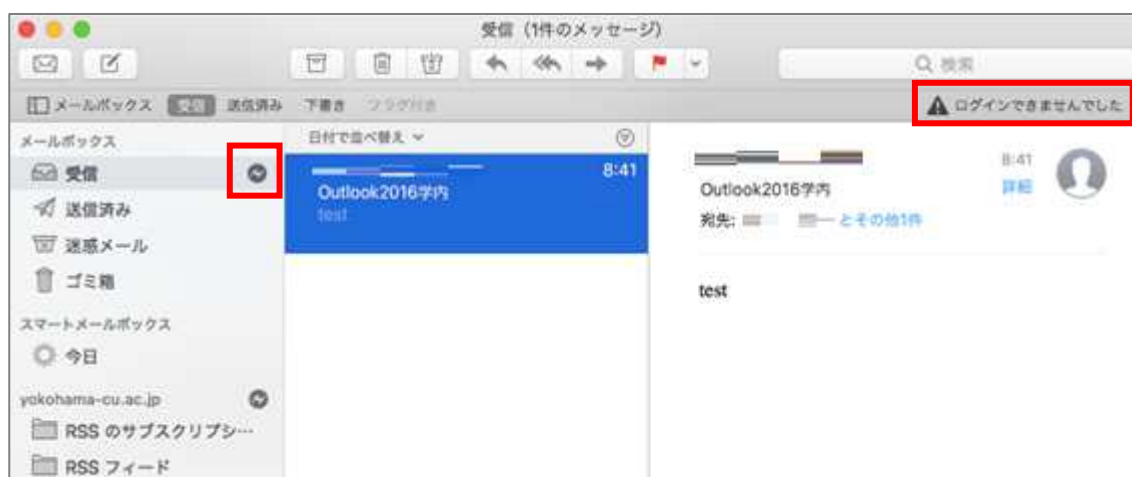 受信（1件のメッセージ）
検索
メールボックス 受信 送信済み 下書き フラグ付き
ログインできませんでした
メールボックス
受信
送信済み
迷惑メール
ゴミ箱
スマートメールボックス
今日
yokohama-cu.ac.jp
RSS のサブスクリプシ…
RSS フィード
日付で並べ替え
8:41
Outlook2016学内
test
8:41
Outlook2016学内
詳細
宛先:
とその他1件
test